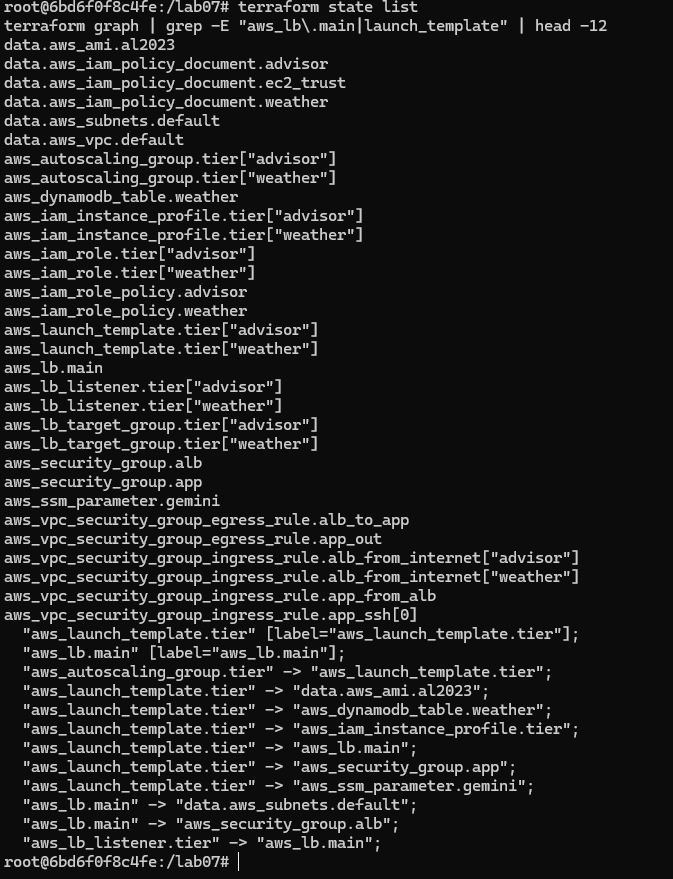 root@6bd6f0f8c4fe:/lab07# terraform state list
terraform graph | grep -E "aws_lb\.main|launch_template" | head -12
data.aws_ami.al2023
data.aws_iam_policy_document.advisor
data.aws_iam_policy_document.ec2_trust
data.aws_iam_policy_document.weather
data.aws_subnets.default
data.aws_vpc.default
aws_autoscaling_group.tier["advisor"]
aws_autoscaling_group.tier["weather"]
aws_dynamodb_table.weather
aws_iam_instance_profile.tier["advisor"]
aws_iam_instance_profile.tier["weather"]
aws_iam_role.tier["advisor"]
aws_iam_role.tier["weather"]
aws_iam_role_policy.advisor
aws_iam_role_policy.weather
aws_launch_template.tier["advisor"]
aws_launch_template.tier["weather"]
aws_lb.main
aws_lb_listener.tier["advisor"]
aws_lb_listener.tier["weather"]
aws_lb_target_group.tier["advisor"]
aws_lb_target_group.tier["weather"]
aws_security_group.alb
aws_security_group.app
aws_ssm_parameter.gemini
aws_vpc_security_group_egress_rule.alb_to_app
aws_vpc_security_group_egress_rule.app_out
aws_vpc_security_group_ingress_rule.alb_from_internet["advisor"]
aws_vpc_security_group_ingress_rule.alb_from_internet["weather"]
aws_vpc_security_group_ingress_rule.app_from_alb
aws_vpc_security_group_ingress_rule.app_ssh[0]
  "aws_launch_template.tier" [label="aws_launch_template.tier"];
  "aws_lb.main" [label="aws_lb.main"];
  "aws_autoscaling_group.tier" -> "aws_launch_template.tier";
  "aws_launch_template.tier" -> "data.aws_ami.al2023";
  "aws_launch_template.tier" -> "aws_dynamodb_table.weather";
  "aws_launch_template.tier" -> "aws_iam_instance_profile.tier";
  "aws_launch_template.tier" -> "aws_lb.main";
  "aws_launch_template.tier" -> "aws_security_group.app";
  "aws_launch_template.tier" -> "aws_ssm_parameter.gemini";
  "aws_lb.main" -> "data.aws_subnets.default";
  "aws_lb.main" -> "aws_security_group.alb";
  "aws_lb_listener.tier" -> "aws_lb.main";
root@6bd6f0f8c4fe:/lab07#